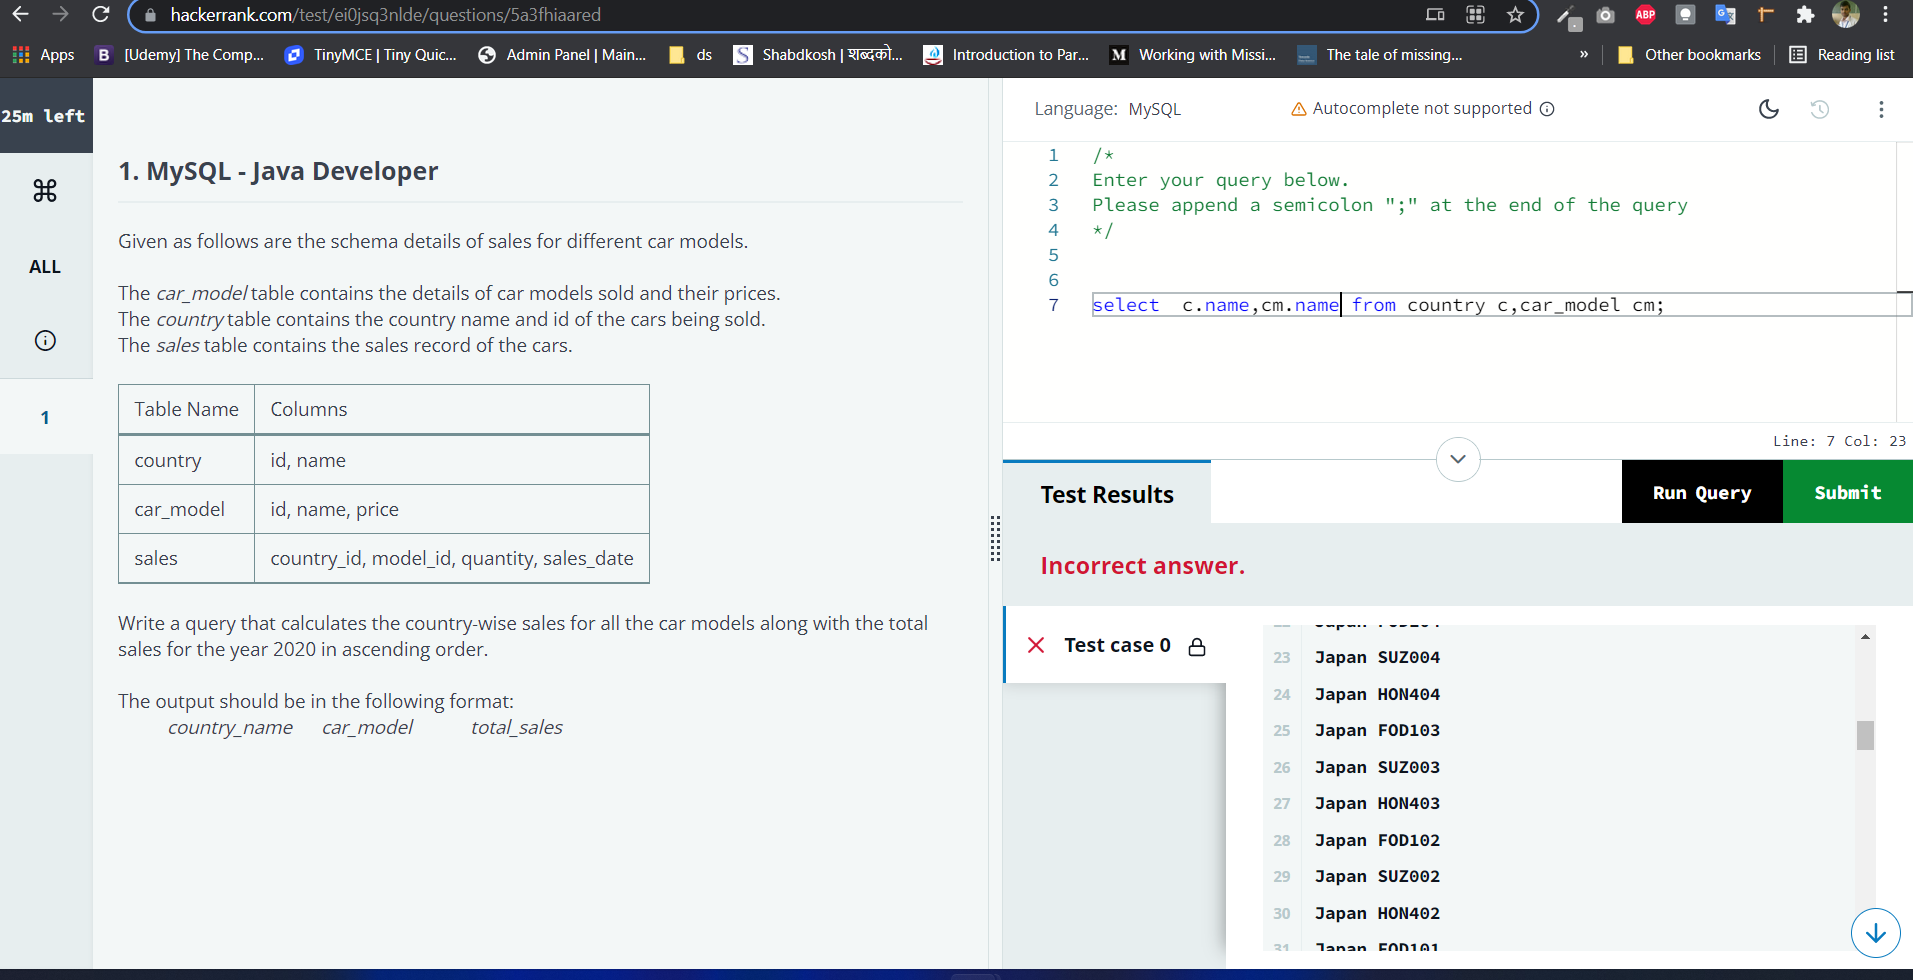 hackerrank.com/test/ei0jsq3nlde/questions/5a3fhiaared
ABP
Apps
B [Udemy] The Comp...
TinyMCE | Tiny Quic...
Admin Panel | Main...
ds
S Shabdkosh | शब्दको...
Introduction to Par...
M Working with Missi...
The tale of missing...
»
Other bookmarks
Reading list
25m left
ALL
1
1. MySQL - Java Developer
Given as follows are the schema details of sales for different car models.
The car_model table contains the details of car models sold and their prices.
The country table contains the country name and id of the cars being sold.
The sales table contains the sales record of the cars.
Table Name Columns
country id, name
car_model id, name, price
sales country_id, model_id, quantity, sales_date
Write a query that calculates the country-wise sales for all the car models along with the total
sales for the year 2020 in ascending order.
The output should be in the following format:
country_name car_model total_sales
Language: MySQL
Autocomplete not supported
1 /*
2 Enter your query below.
3 Please append a semicolon ";" at the end of the query
4 */
5
6
7 select  c.name,cm.name from country c,car_model cm;
Line: 7 Col: 23
Test Results
Run Query
Submit
Incorrect answer.
Test case 0
23 Japan SUZ004
24 Japan HON404
25 Japan FOD103
26 Japan SUZ003
27 Japan HON403
28 Japan FOD102
29 Japan SUZ002
30 Japan HON402
31 Japan FOD101